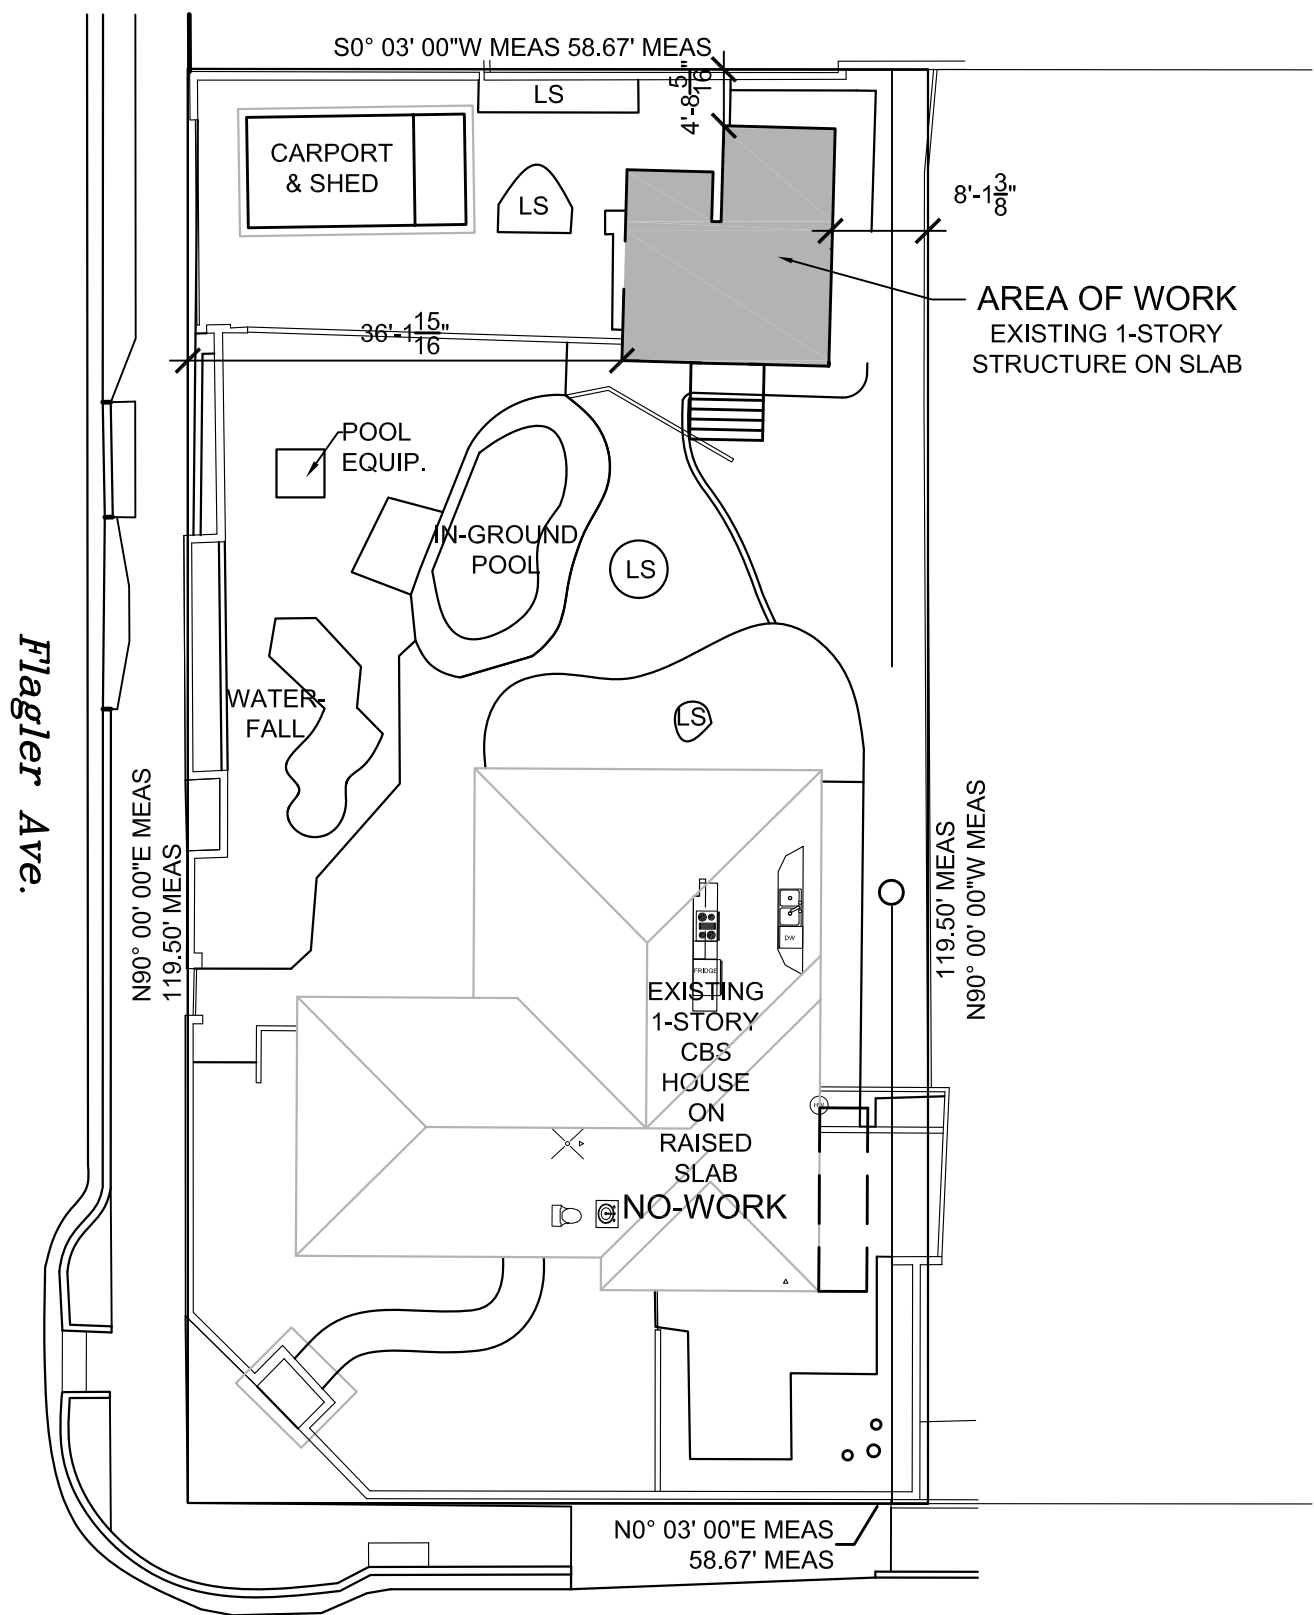 S0° 03' 00"W MEAS 58.67' MEAS
LS
4'-8 5/16"
CARPORT
& SHED
LS
8'-1 3/8"
AREA OF WORK
EXISTING 1-STORY
STRUCTURE ON SLAB
36'-1 15/16"
POOL
EQUIP.
IN-GROUND
POOL
LS
Flagler Ave.
WATER-
FALL
LS
N90° 00' 00"E MEAS
119.50' MEAS
119.50' MEAS
N90° 00' 00"W MEAS
DW
FRIDGE
EXISTING
1-STORY
CBS
HOUSE
ON
RAISED
SLAB
NO-WORK
HW
N0° 03' 00"E MEAS
58.67' MEAS